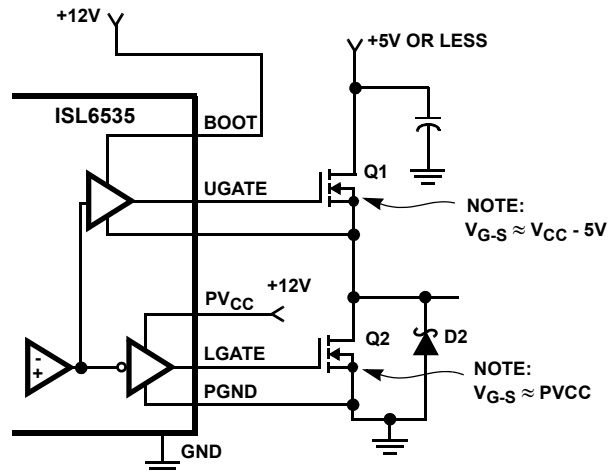 +12V
+5V OR LESS
ISL6535
BOOT
UGATE
Q1
NOTE:
VG-S ≈ VCC - 5V
+12V
PVCC
LGATE
Q2
D2
PGND
NOTE:
VG-S ≈ PVCC
- +
GND